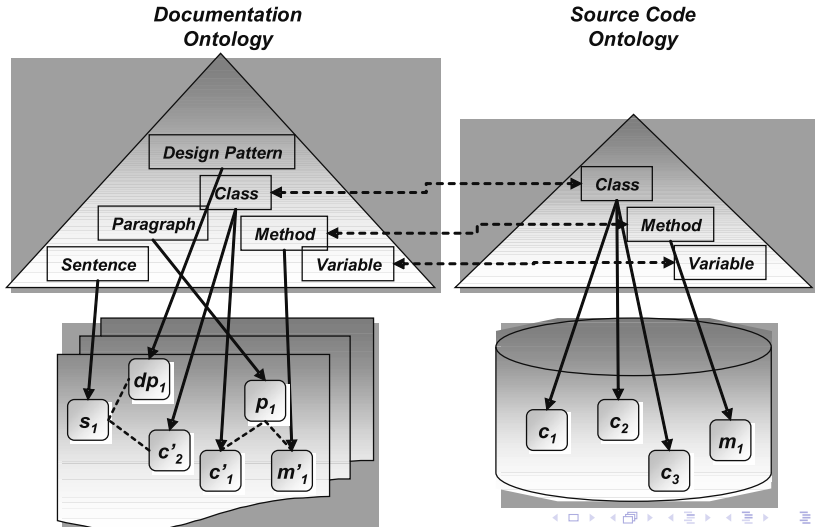 Documentation
Ontology
Source Code
Ontology
Design Pattern
Class
Paragraph
Method
Sentence
Variable
Class
Method
Variable
dp1
s1
p1
c'2
c'1
m'1
c1
c2
c3
m1